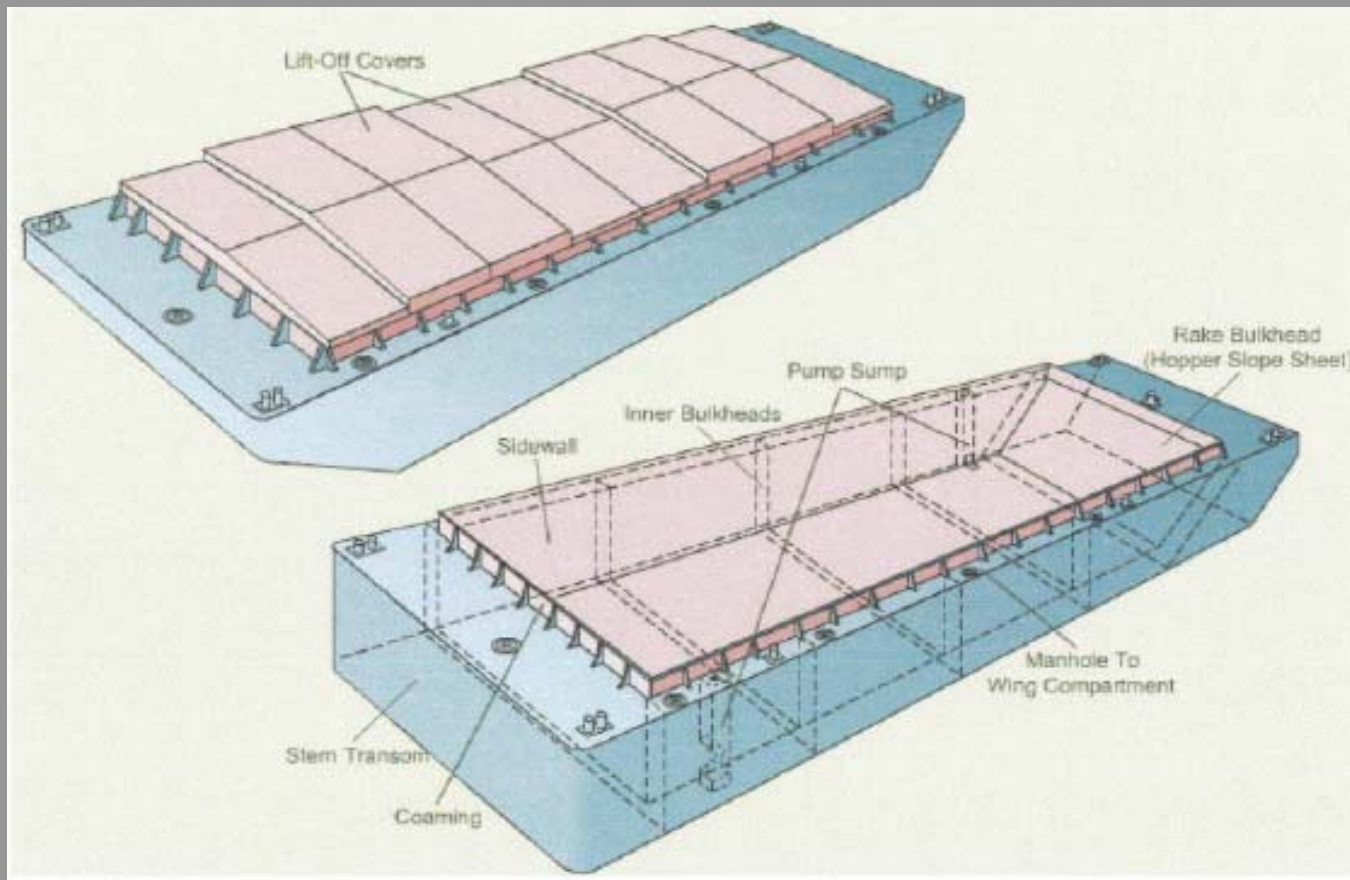 Lift-Off Covers
Rake Bulkhead
(Hopper Slope Sheet)
Pump Sump
Inner Bulkheads
Sidewall
Manhole To
Wing Compartment
Stern Transom
Coaming